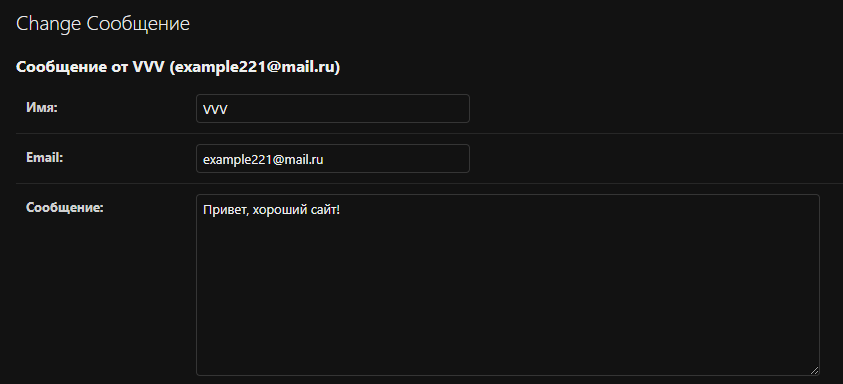 Change Сообщение
Сообщение от VVV (example221@mail.ru)
Имя:
VVV
Email:
example221@mail.ru
Сообщение:
Привет, хороший сайт!